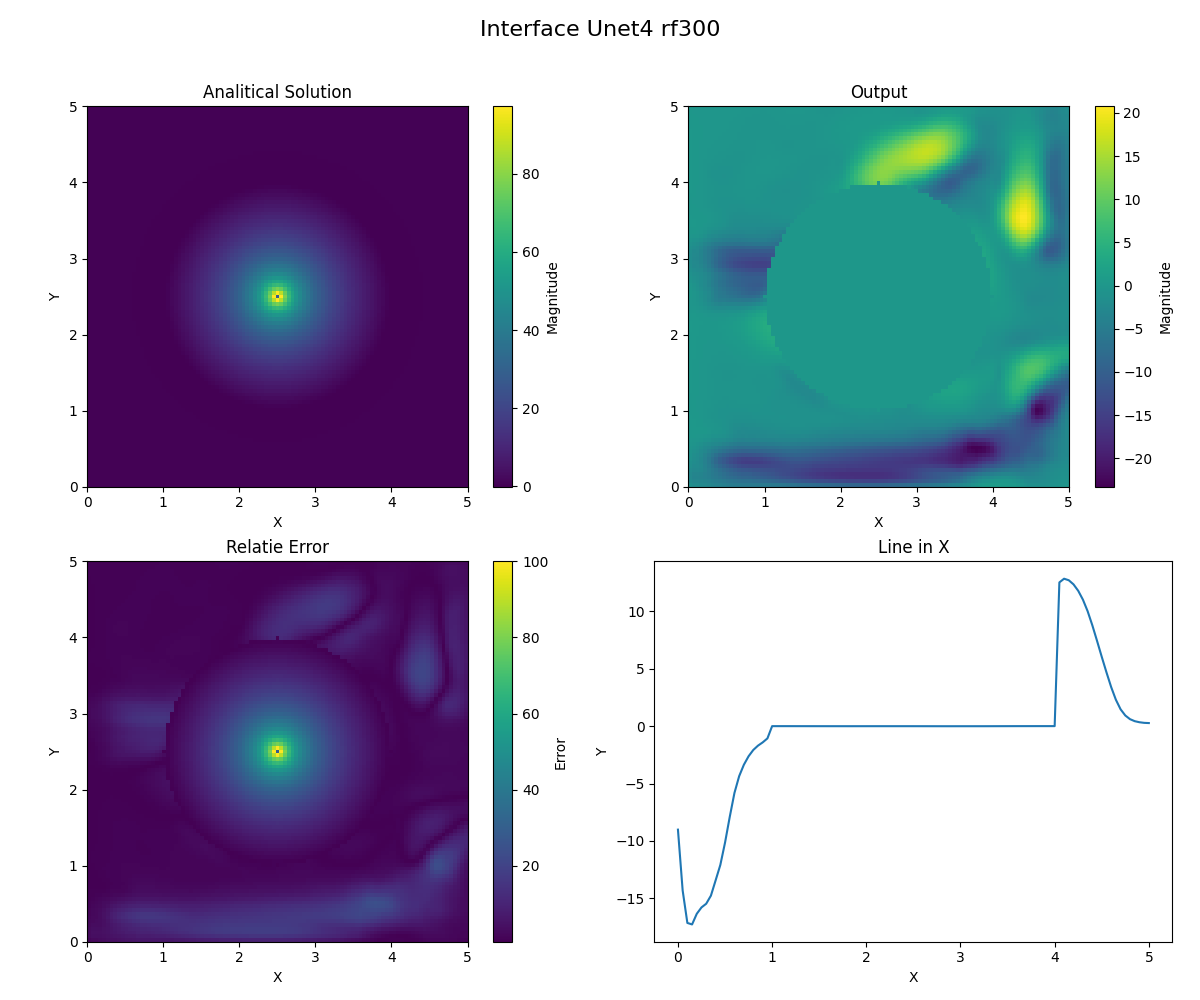 Interface Unet4 rf300
Analitical Solution
5
4
3
2
1
0
0 1 2 3 4 5
X
Y
80
60
40
20
0
Magnitude
Output
5
4
3
2
1
0
0 1 2 3 4 5
X
Y
20
15
10
5
0
−5
−10
−15
−20
Magnitude
Relatie Error
5
4
3
2
1
0
0 1 2 3 4 5
X
Y
100
80
60
40
20
Error
Line in X
10
5
0
−5
−10
−15
0 1 2 3 4 5
X
Y